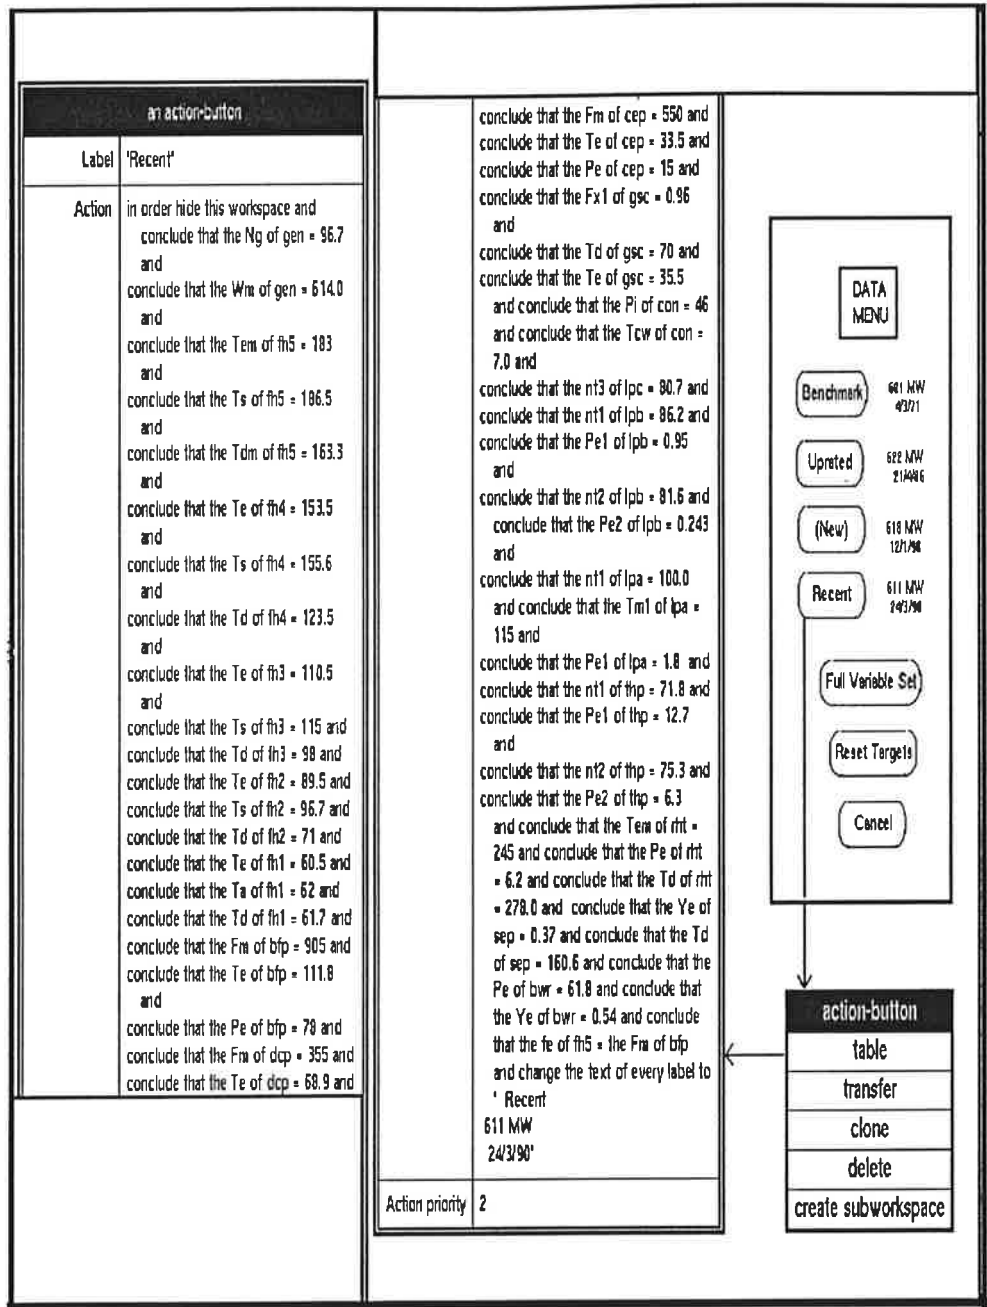 an action-button
Label "Recent"
Action in order hide this workspace and
conclude that the Ng of gen = 96.7
and
conclude that the Wm of gen = 614.0
and
conclude that the Tem of fh5 = 183
and
conclude that the Ts of fh5 = 186.5
and
conclude that the Tdm of fh5 = 163.3
and
conclude that the Te of fh4 = 153.5
and
conclude that the Ts of fh4 = 155.6
and
conclude that the Td of fh4 = 123.5
and
conclude that the Te of fh3 = 110.5
and
conclude that the Ts of fh3 = 115 and
conclude that the Td of fh3 = 98 and
conclude that the Te of fh2 = 89.5 and
conclude that the Ts of fh2 = 96.7 and
conclude that the Td of fh2 = 71 and
conclude that the Te of fh1 = 60.5 and
conclude that the Ta of fh1 = 62 and
conclude that the Td of fh1 = 61.7 and
conclude that the Fm of bfp = 905 and
conclude that the Te of bfp = 111.8
and
conclude that the Pe of bfp = 78 and
conclude that the Fm of dcp = 355 and
conclude that the Te of dcp = 68.9 and
conclude that the Fm of cep = 550 and
conclude that the Te of cep = 33.5 and
conclude that the Pe of cep = 15 and
conclude that the Fx1 of gsc = 0.96
and
conclude that the Td of gsc = 70 and
conclude that the Te of gsc = 35.5
and conclude that the Pi of con = 46
and conclude that the Tcw of con =
7.0 and
conclude that the nt3 of lpc = 80.7 and
conclude that the nt1 of lpb = 86.2 and
conclude that the Pe1 of lpb = 0.95
and
conclude that the nt2 of lpb = 81.6 and
conclude that the Pe2 of lpb = 0.243
and
conclude that the nt1 of lpa = 100.0
and conclude that the Tm1 of lpa =
115 and
conclude that the Pe1 of lpa = 1.8 and
conclude that the nt1 of thp = 71.8 and
conclude that the Pe1 of thp = 12.7
and
conclude that the nt2 of thp = 75.3 and
conclude that the Pe2 of thp = 6.3
and conclude that the Tem of rht =
245 and conclude that the Pe of rht
= 6.2 and conclude that the Td of rht
= 278.0 and conclude that the Ye of
sep = 0.37 and conclude that the Td
of sep = 160.6 and conclude that the
Pe of bwr = 61.8 and conclude that
the Ye of bwr = 0.54 and conclude
that the fe of fh5 = the Fm of bfp
and change the text of every label to
" Recent
611 MW
24/3/90"
Action priority 2
DATA
MENU
Benchmark 601 MW
4/3/71
Uprated 622 MW
(New) 618 MW
12/1/90
Recent 611 MW
24/3/90
Full Variable Set
Reset Targets
Cancel
action-button
table
transfer
clone
delete
create subworkspace